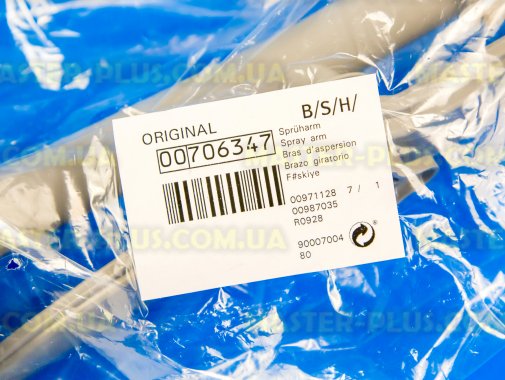 B/S/H/
ORIGINAL
00706347
Sprüharm
Spray arm
Bras d'aspersion
Brazo giratorio
F#skiye
00971128 7 / 1
00987035
R0928
90007004
80
MASTER-PLUS.COM.UA